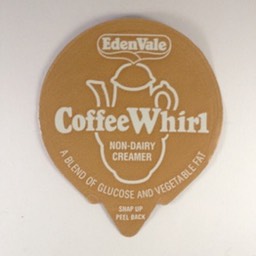 EdenVale
CoffeeWhirl
NON-DAIRY
CREAMER
A BLEND OF GLUCOSE AND VEGETABLE FAT
SNAP UP
PEEL BACK